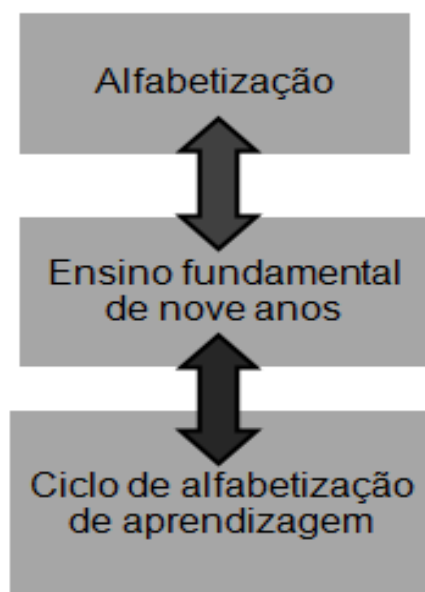 Alfabetização
Ensino fundamental
de nove anos
Ciclo de alfabetização
de aprendizagem